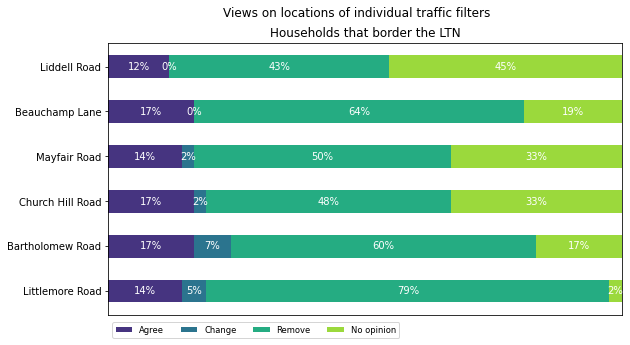 Views on locations of individual traffic filters
Households that border the LTN
Liddell Road 12% 0% 43% 45%
Beauchamp Lane 17% 0% 64% 19%
Mayfair Road 14% 2% 50% 33%
Church Hill Road 17% 2% 48% 33%
Bartholomew Road 17% 7% 60% 17%
Littlemore Road 14% 5% 79% 2%
Agree Change Remove No opinion